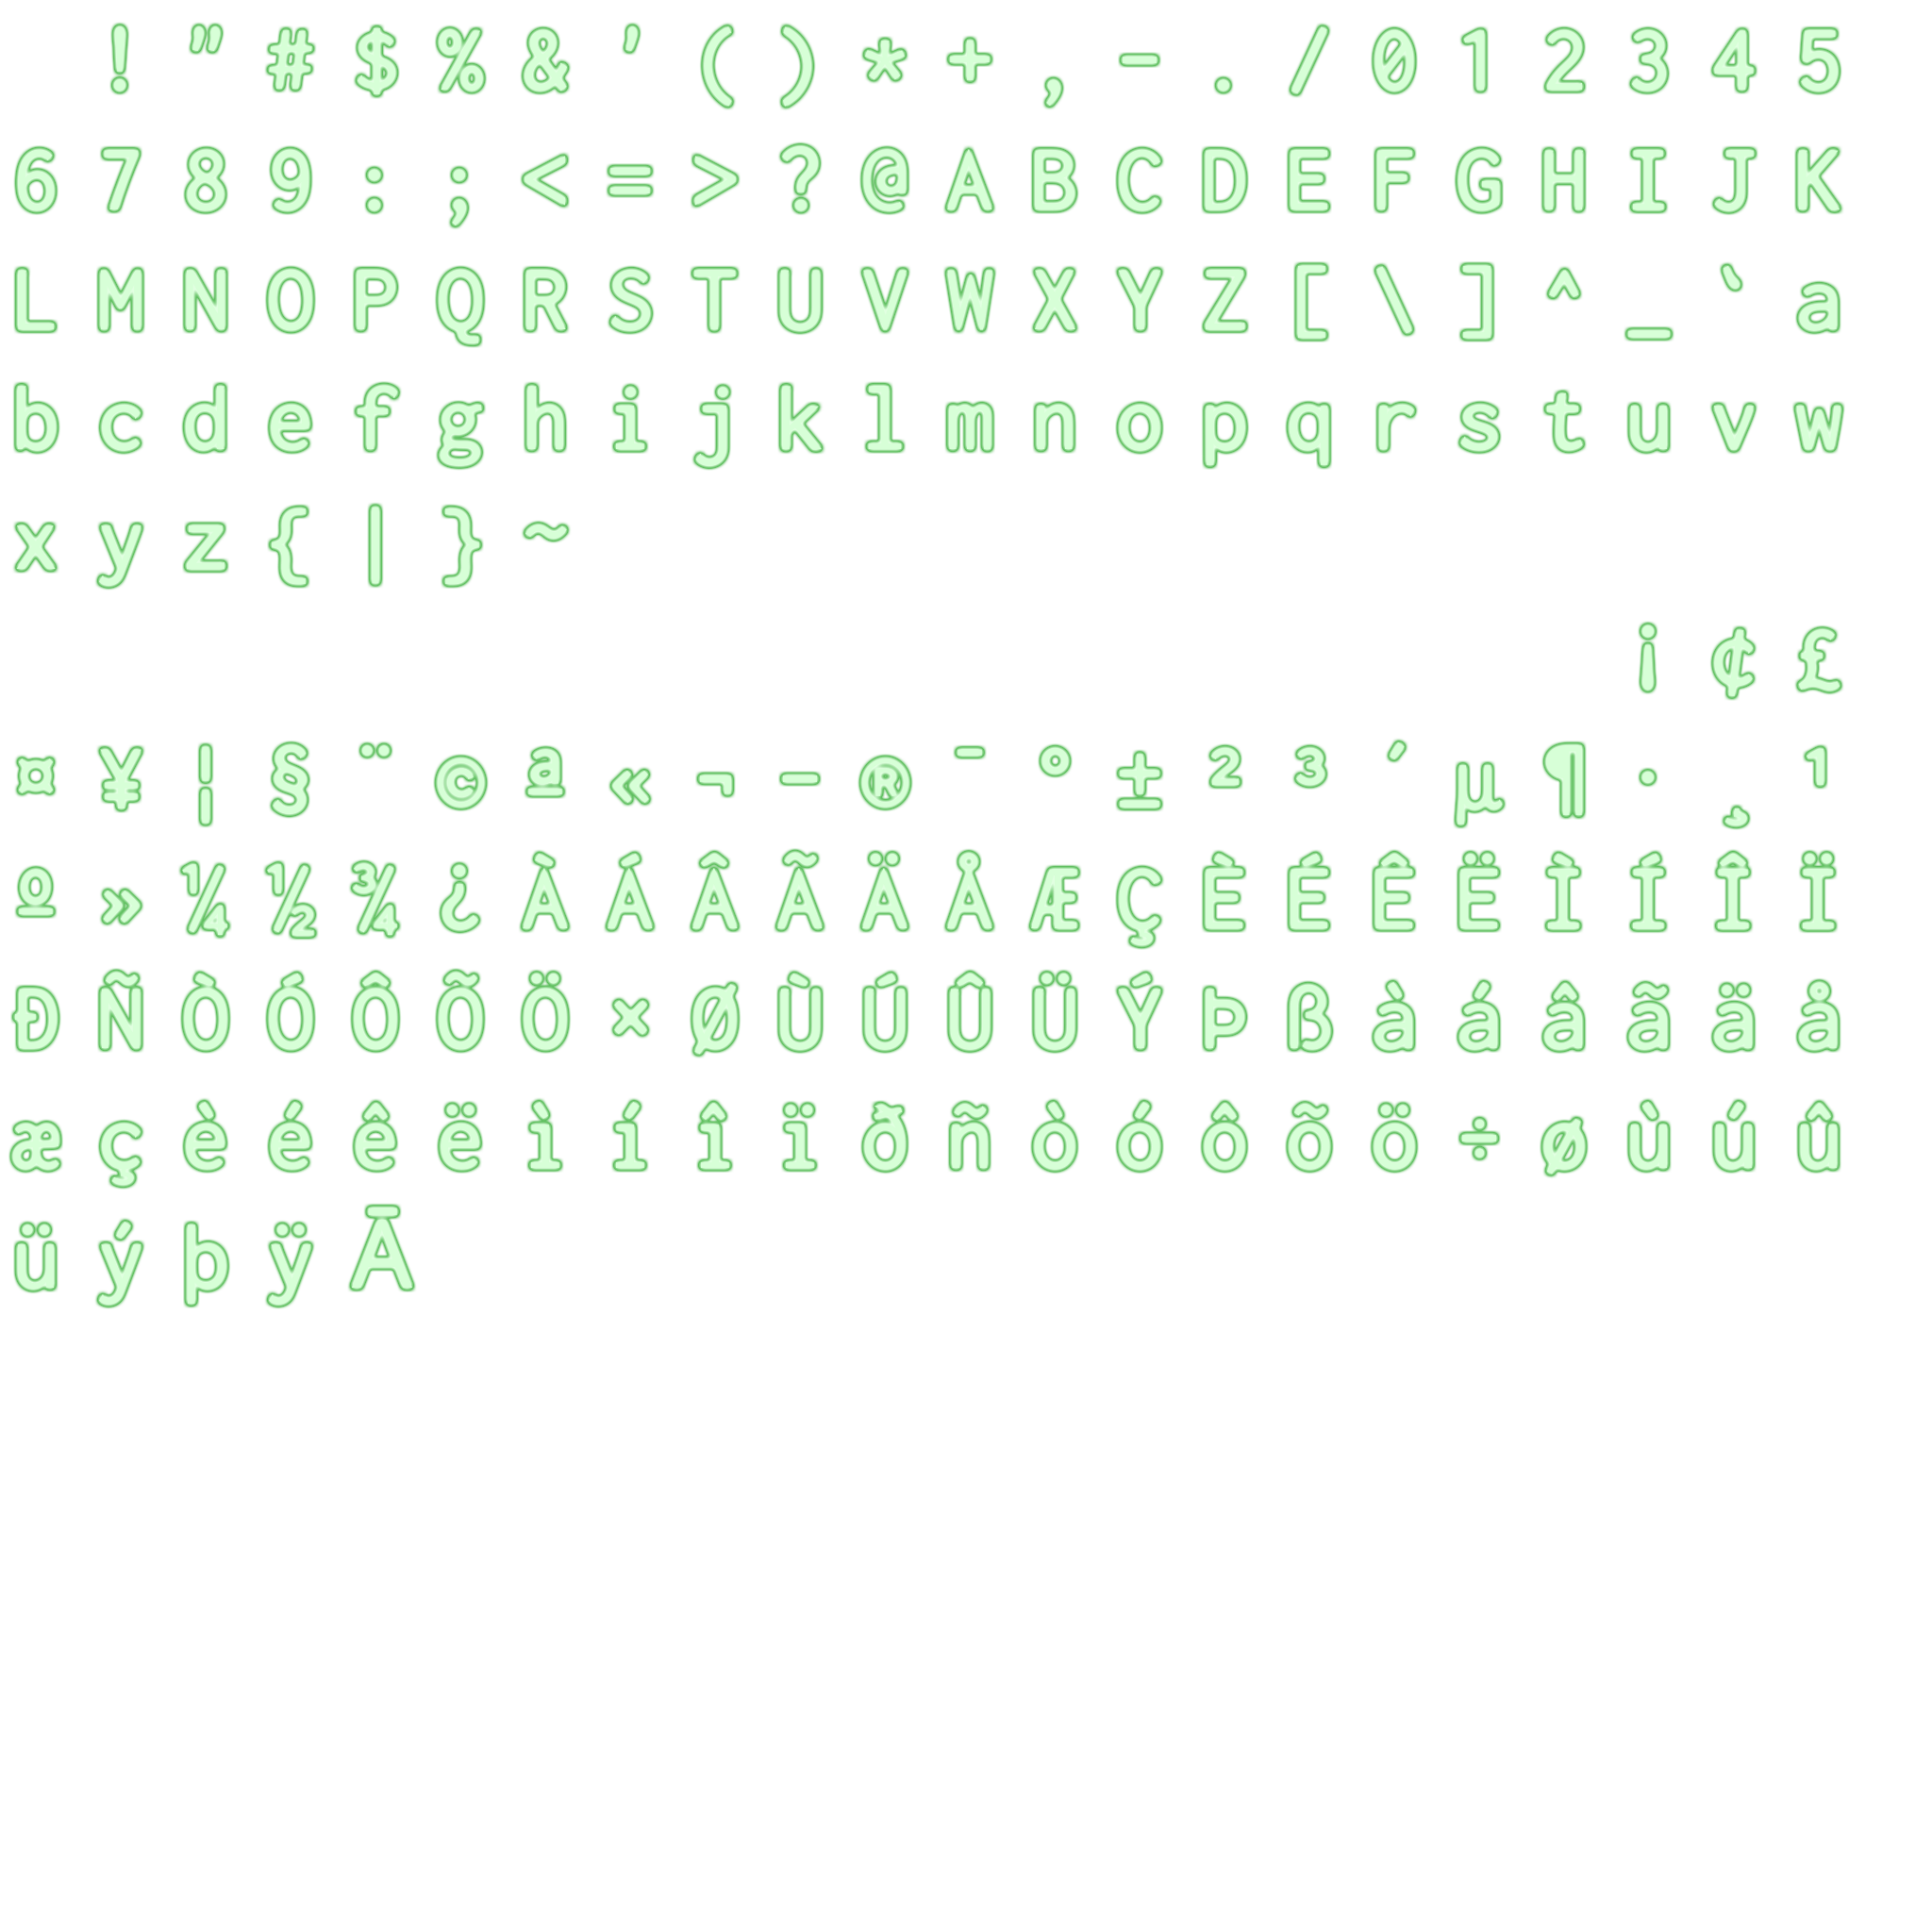 ! " # $ % & ' ( ) * + , - . / 0 1 2 3 4 5
6 7 8 9 : ; < = > ? @ A B C D E F G H I J K
L M N O P Q R S T U V W X Y Z [ \ ] ^ _ ` a
b c d e f g h i j k l m n o p q r s t u v w
x y z { | } ~
¡ ¢ £
¤ ¥ ¦ § ¨ © ª « ¬ – ® ¯ ° ± ² ³ ´ µ ¶ · ¸ ¹
º » ¼ ½ ¾ ¿ À Á Â Ã Ä Å Æ Ç È É Ê Ë Ì Í Î Ï
Ð Ñ Ò Ó Ô Õ Ö × Ø Ù Ú Û Ü Ý Þ ß à á â ã ä å
æ ç è é ê ë ì í î ï ð ñ ò ó ô õ ö ÷ ø ù ú û
ü ý þ ÿ Ā